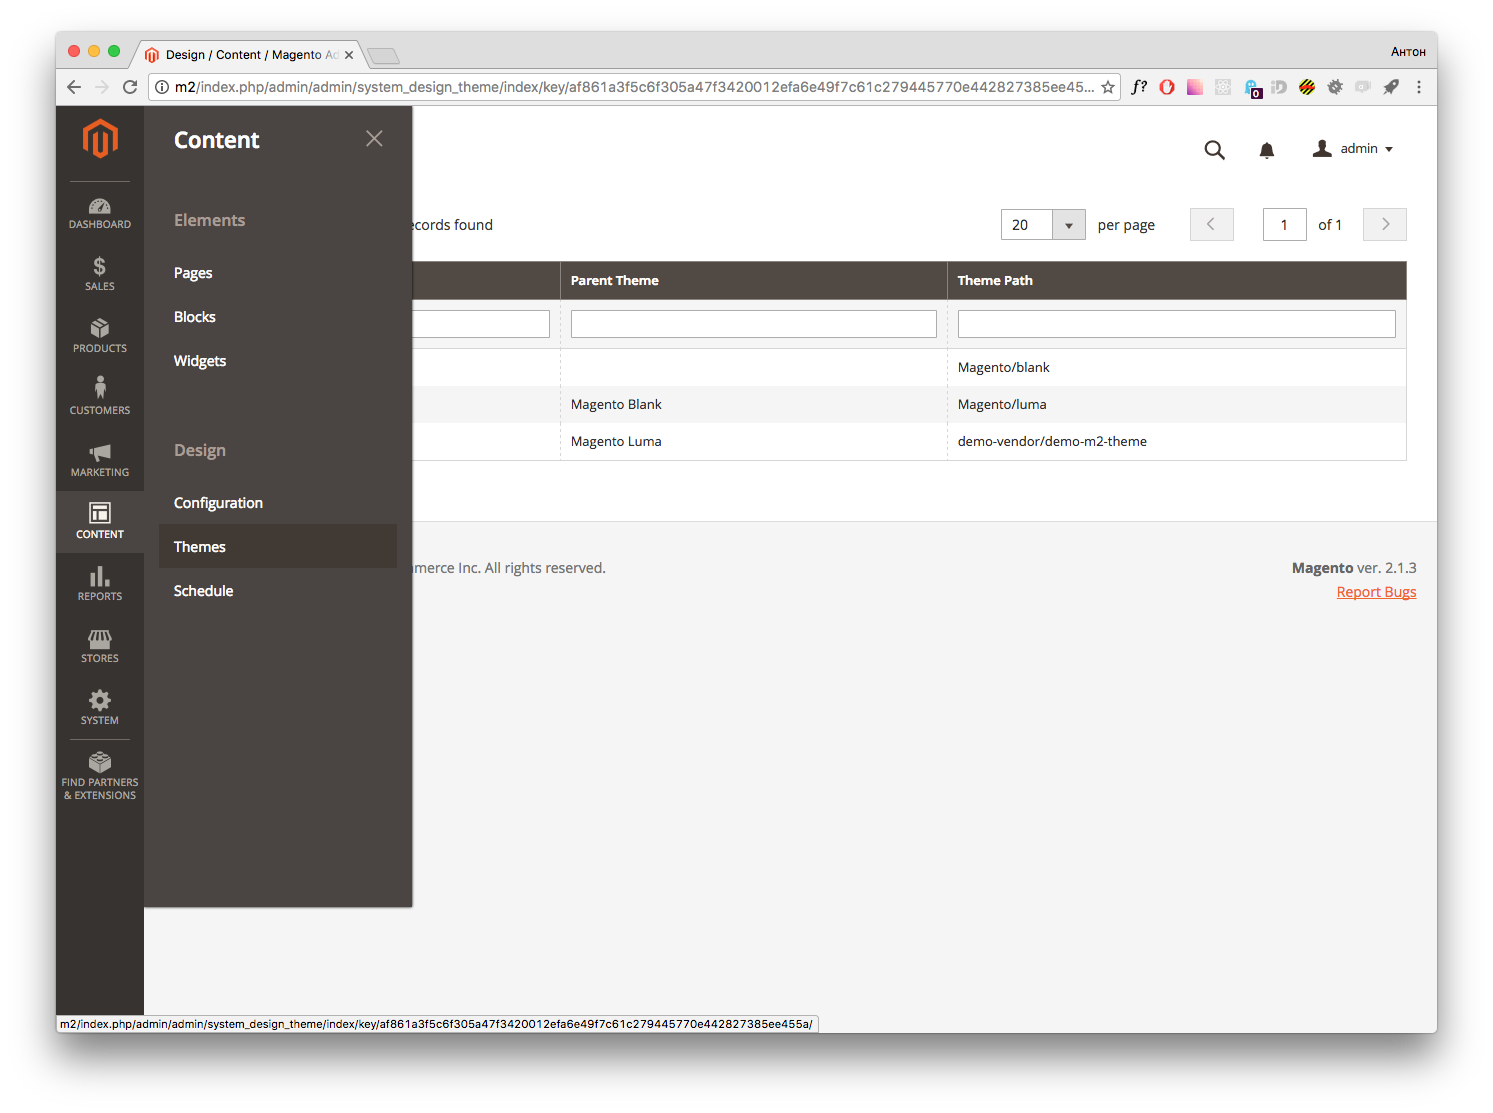 Design / Content / Magento Ad
Антон
m2/index.php/admin/admin/system_design_theme/index/key/af861a3f5c6f305a47f3420012efa6e49f7c61c279445770e442827385ee45...
f?
0
Content
admin
DASHBOARD
SALES
PRODUCTS
CUSTOMERS
MARKETING
CONTENT
REPORTS
STORES
SYSTEM
FIND PARTNERS
& EXTENSIONS
Elements
Pages
Blocks
Widgets
Design
Configuration
Themes
Schedule
ecords found
20 per page 1 of 1
Parent Theme Theme Path
Magento/blank
Magento Blank Magento/luma
Magento Luma demo-vendor/demo-m2-theme
merce Inc. All rights reserved.
Magento ver. 2.1.3
Report Bugs
m2/index.php/admin/admin/system_design_theme/index/key/af861a3f5c6f305a47f3420012efa6e49f7c61c279445770e442827385ee455a/